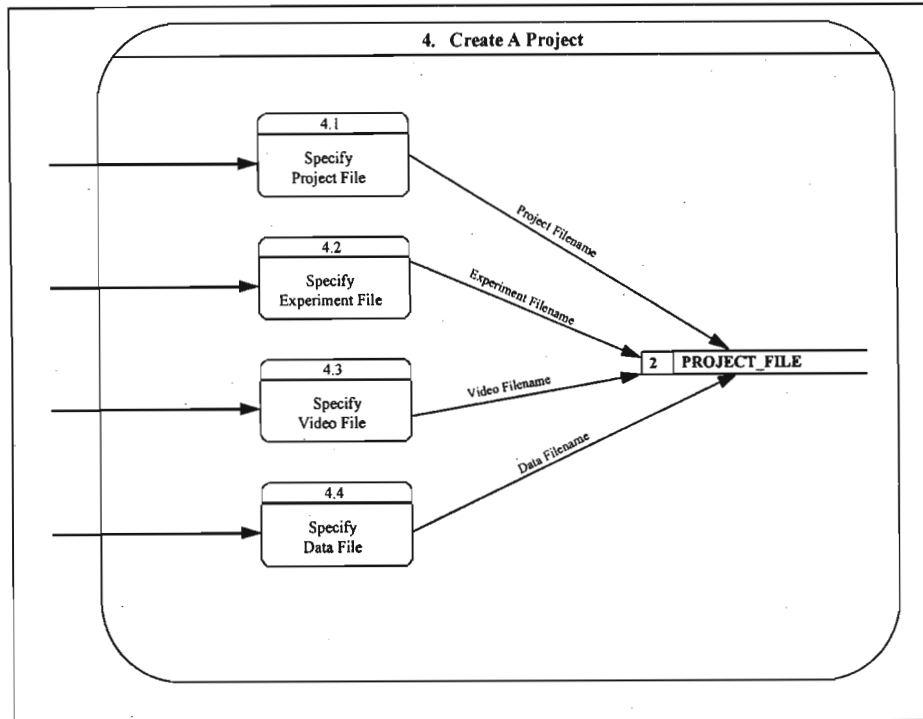 4. Create A Project
4.1
Specify
Project File
Project Filename
4.2
Specify
Experiment File
Experiment Filename
2 PROJECT_FILE
4.3
Specify
Video File
Video Filename
4.4
Specify
Data File
Data Filename